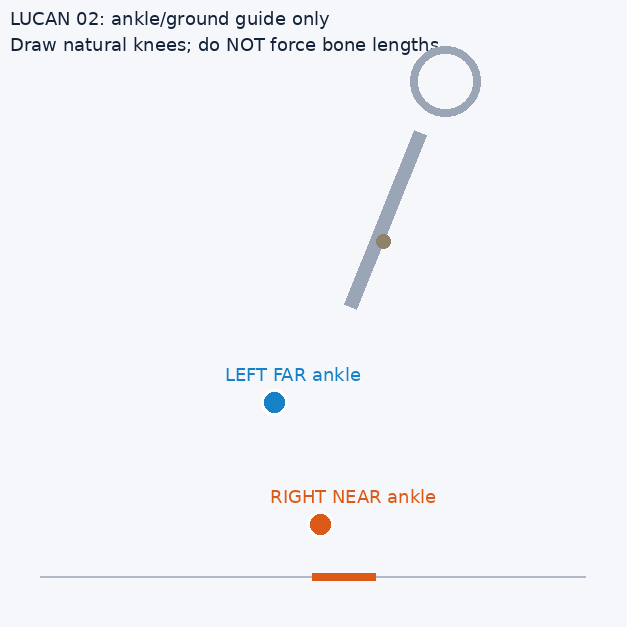 LUCAN 02: ankle/ground guide only
Draw natural knees; do NOT force bone lengths
LEFT FAR ankle
RIGHT NEAR ankle